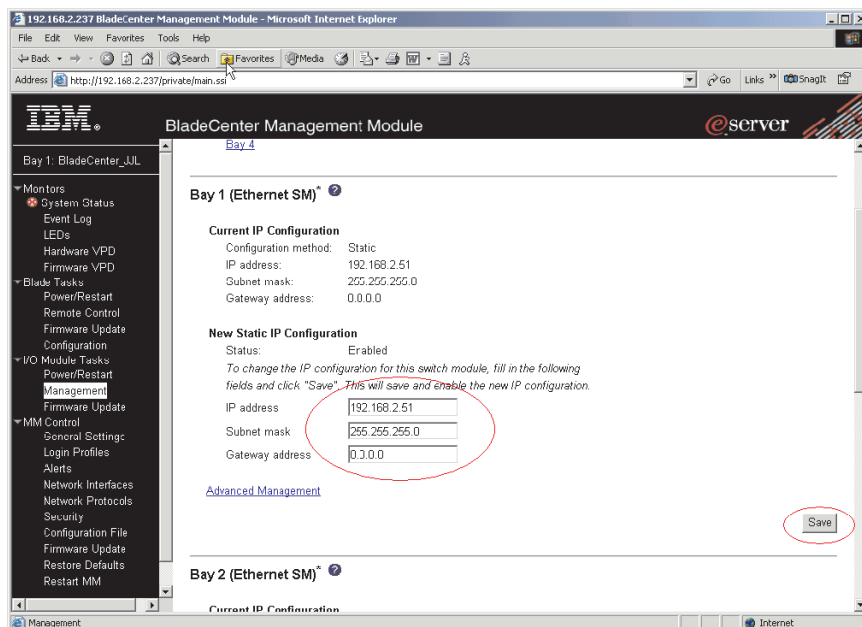 192.168.2.237 BladeCenter Management Module - Microsoft Internet Explorer
File Edit View Favorites Tools Help
Back Search Favorites Media
Address http://192.168.2.237/private/main.ssi Go Links » SnagIt
IBM. BladeCenter Management Module eserver
Bay 1: BladeCenter_JJL
Monitors
System Status
Event Log
LEDs
Hardware VPD
Firmware VPD
Blade Tasks
Power/Restart
Remote Control
Firmware Update
Configuration
I/O Module Tasks
Power/Restart
Management
Firmware Update
MM Control
General Settings
Login Profiles
Alerts
Network Interfaces
Network Protocols
Security
Configuration File
Firmware Update
Restore Defaults
Restart MM
Bay 4
Bay 1 (Ethernet SM)* ?
Current IP Configuration
Configuration method: Static
IP address: 192.168.2.51
Subnet mask: 255.255.255.0
Gateway address: 0.0.0.0
New Static IP Configuration
Status: Enabled
To change the IP configuration for this switch module, fill in the following
fields and click "Save". This will save and enable the new IP configuration.
IP address 192.168.2.51
Subnet mask 255.255.255.0
Gateway address 0.0.0.0
Advanced Management
Save
Bay 2 (Ethernet SM)* ?
Current IP Configuration
Management Internet